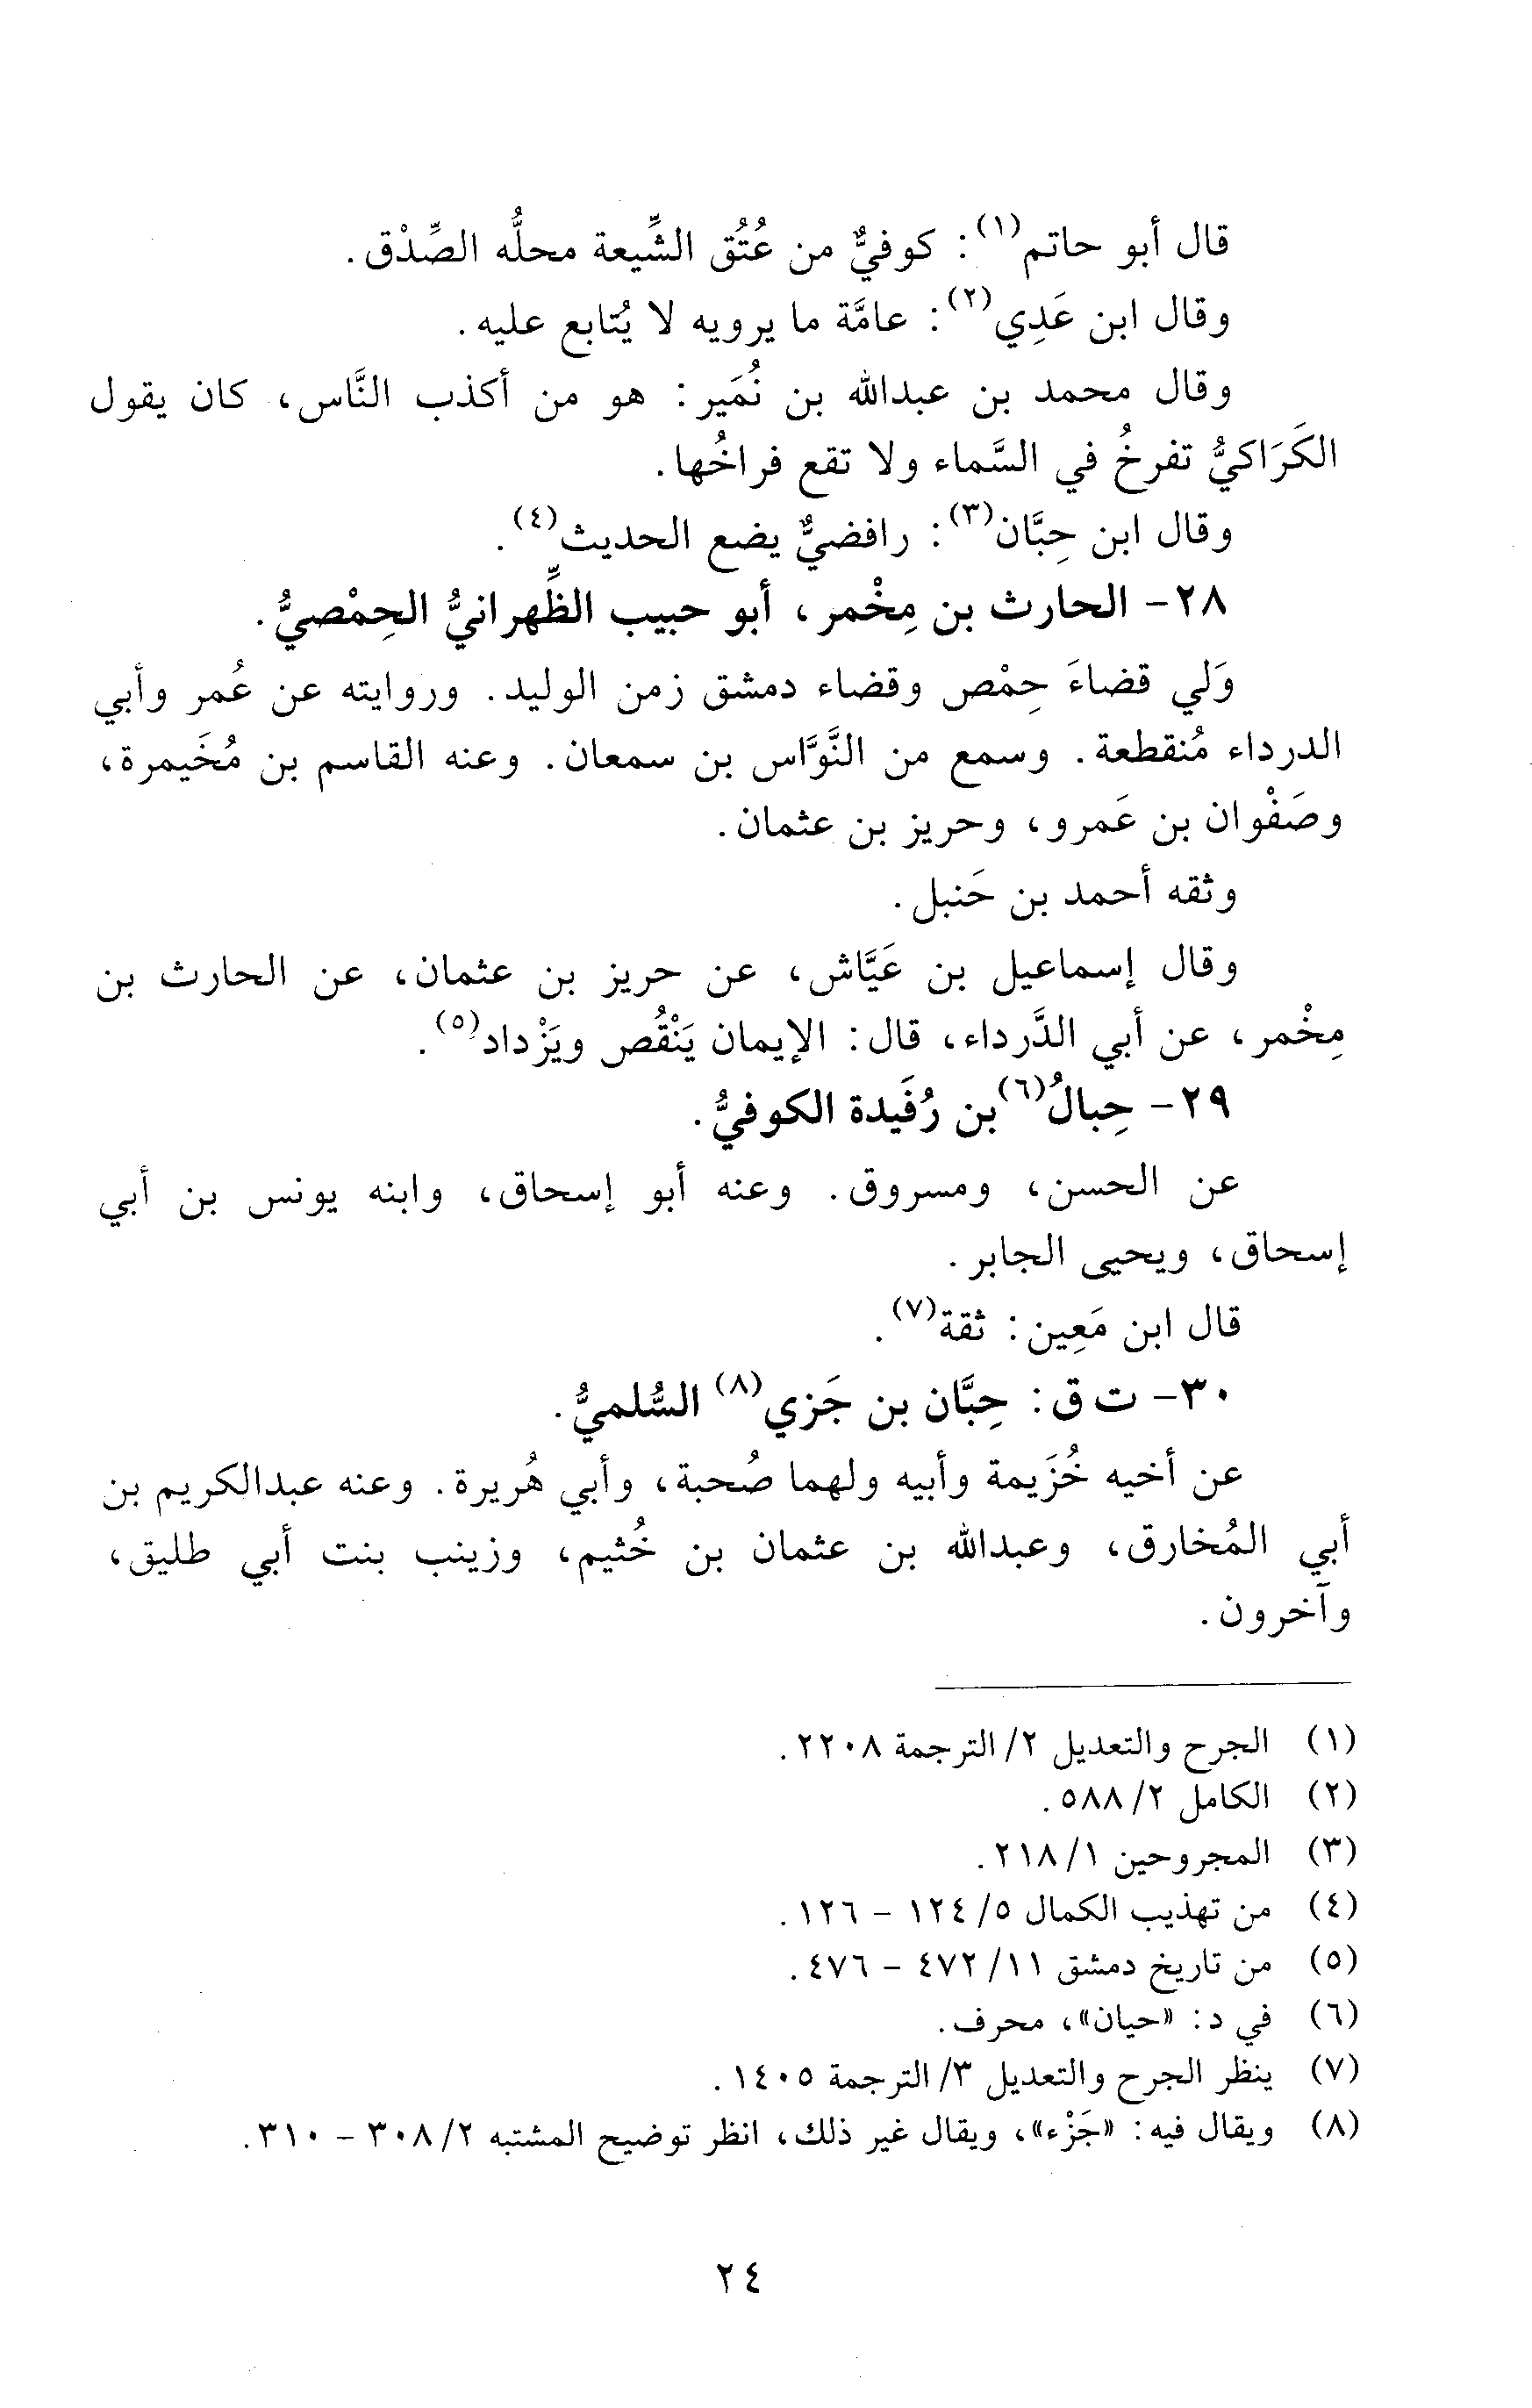 قال أبو حاتم(١): كوفيٌّ من عُتُق الشِّيعة محلُّه الصِّدْق.
وقال ابن عَدِي(٢): عامَّة ما يرويه لا يُتابع عليه.
وقال محمد بن عبدالله بن نُمَير: هو من أكذب النَّاس، كان يقول
الكَرَاكيُّ تفرخُ في السَّماء ولا تقع فراخُها.
وقال ابن حِبَّان(٣): رافضيٌّ يضع الحديث(٤).
٢٨- الحارث بن مِخْمر، أبو حبيب الظِّهرانيُّ الحِمْصيُّ.
وَلي قضاءَ حِمْص وقضاء دمشق زمن الوليد. وروايته عن عُمر وأبي
الدرداء مُنقطعة. وسمع من النَّوَّاس بن سمعان. وعنه القاسم بن مُخَيمرة،
وصَفْوان بن عَمرو، وحريز بن عثمان.
وثقه أحمد بن حَنبل.
وقال إسماعيل بن عَيَّاش، عن حريز بن عثمان، عن الحارث بن
مِخْمر، عن أبي الدَّرداء، قال: الإيمان يَنْقُص ويَزْداد(٥).
٢٩- حِبالُ(٦) بن رُفَيدة الكوفيُّ.
عن الحسن، ومسروق. وعنه أبو إسحاق، وابنه يونس بن أبي
إسحاق، ويحيى الجابر.
قال ابن مَعِين: ثقة(٧).
٣٠- ت ق: حِبَّان بن جَزي(٨) السُّلميُّ.
عن أخيه خُزَيمة وأبيه ولهما صُحبة، وأبي هُريرة. وعنه عبدالكريم بن
أبي المُخارق، وعبدالله بن عثمان بن خُثيم، وزينب بنت أبي طليق،
وآخرون.
(١) الجرح والتعديل ٢/ الترجمة ٢٢٠٨.
(٢) الكامل ٢/ ٥٨٨.
(٣) المجروحين ١/ ٢١٨.
(٤) من تهذيب الكمال ٥/ ١٢٤ - ١٢٦.
(٥) من تاريخ دمشق ١١/ ٤٧٢ - ٤٧٦.
(٦) في د: «حيان»، محرف.
(٧) ينظر الجرح والتعديل ٣/ الترجمة ١٤٠٥.
(٨) ويقال فيه: «جَزْء»، ويقال غير ذلك، انظر توضيح المشتبه ٢/ ٣٠٨ - ٣١٠.
٢٤